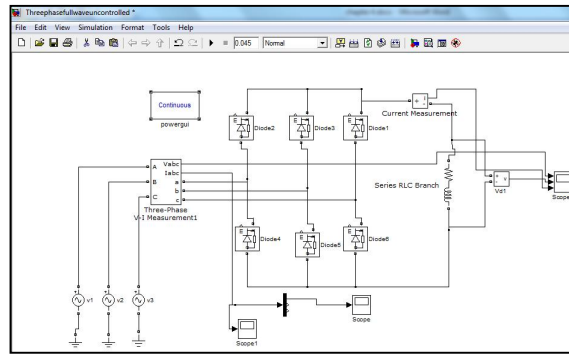 Threephasefullwaveuncontrolled *
File Edit View Simulation Format Tools Help
0.045 Normal
Continuous
powergui
Diode2
Diode3
Diode1
i
Current Measurement
A
B
C
Vabc
Iabc
a
b
c
Three-Phase
V-I Measurement1
Series RLC Branch
v
Vd1
Scope
Diode4
Diode5
Diode6
v1
v2
v3
Scope1
Scope